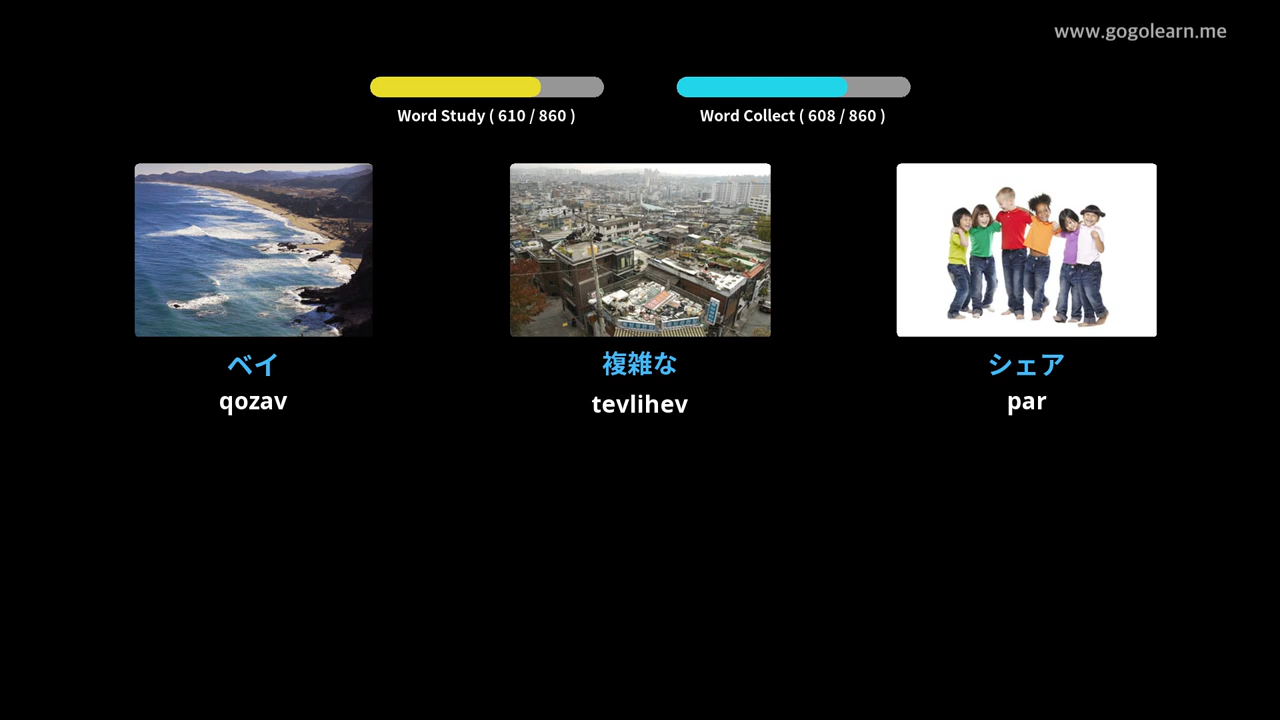 www.gogolearn.me
Word Study ( 610 / 860 )
Word Collect ( 608 / 860 )
ベイ
qozav
複雑な
tevlihev
シェア
par